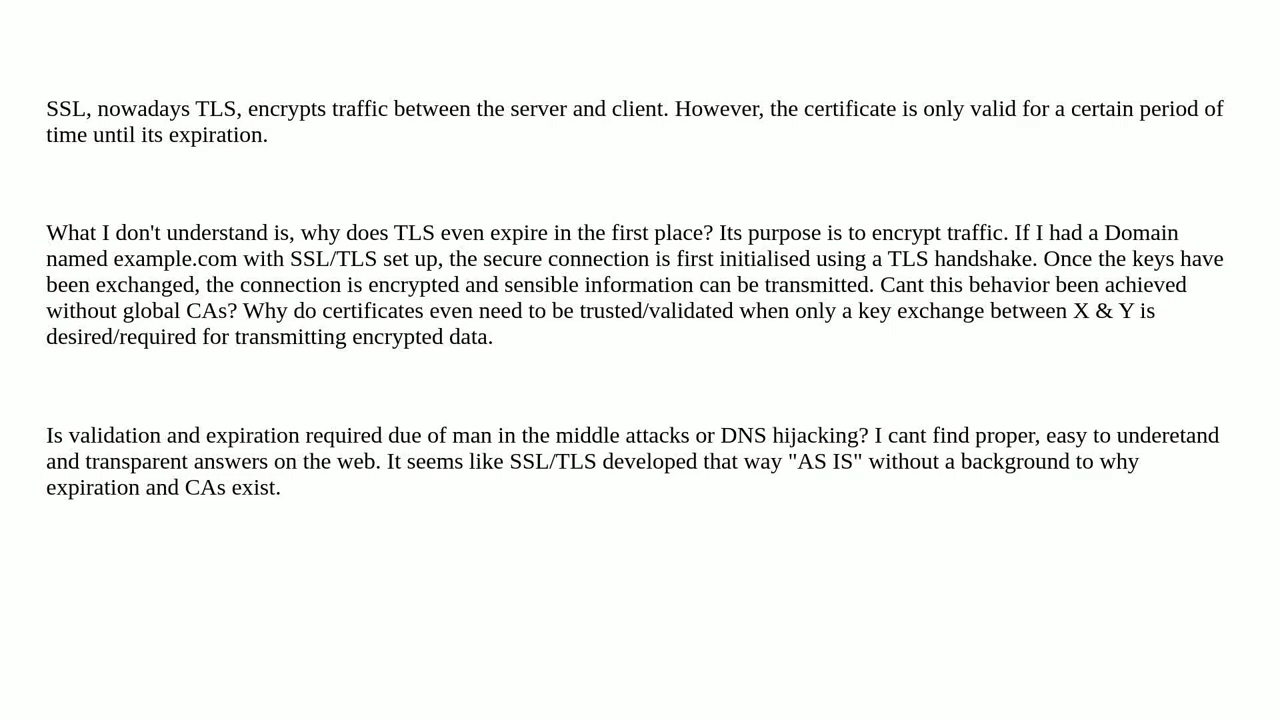 SSL, nowadays TLS, encrypts traffic between the server and client. However, the certificate is only valid for a certain period of
time until its expiration.
What I don't understand is, why does TLS even expire in the first place? Its purpose is to encrypt traffic. If I had a Domain
named example.com with SSL/TLS set up, the secure connection is first initialised using a TLS handshake. Once the keys have
been exchanged, the connection is encrypted and sensible information can be transmitted. Cant this behavior been achieved
without global CAs? Why do certificates even need to be trusted/validated when only a key exchange between X & Y is
desired/required for transmitting encrypted data.
Is validation and expiration required due of man in the middle attacks or DNS hijacking? I cant find proper, easy to underetand
and transparent answers on the web. It seems like SSL/TLS developed that way "AS IS" without a background to why
expiration and CAs exist.